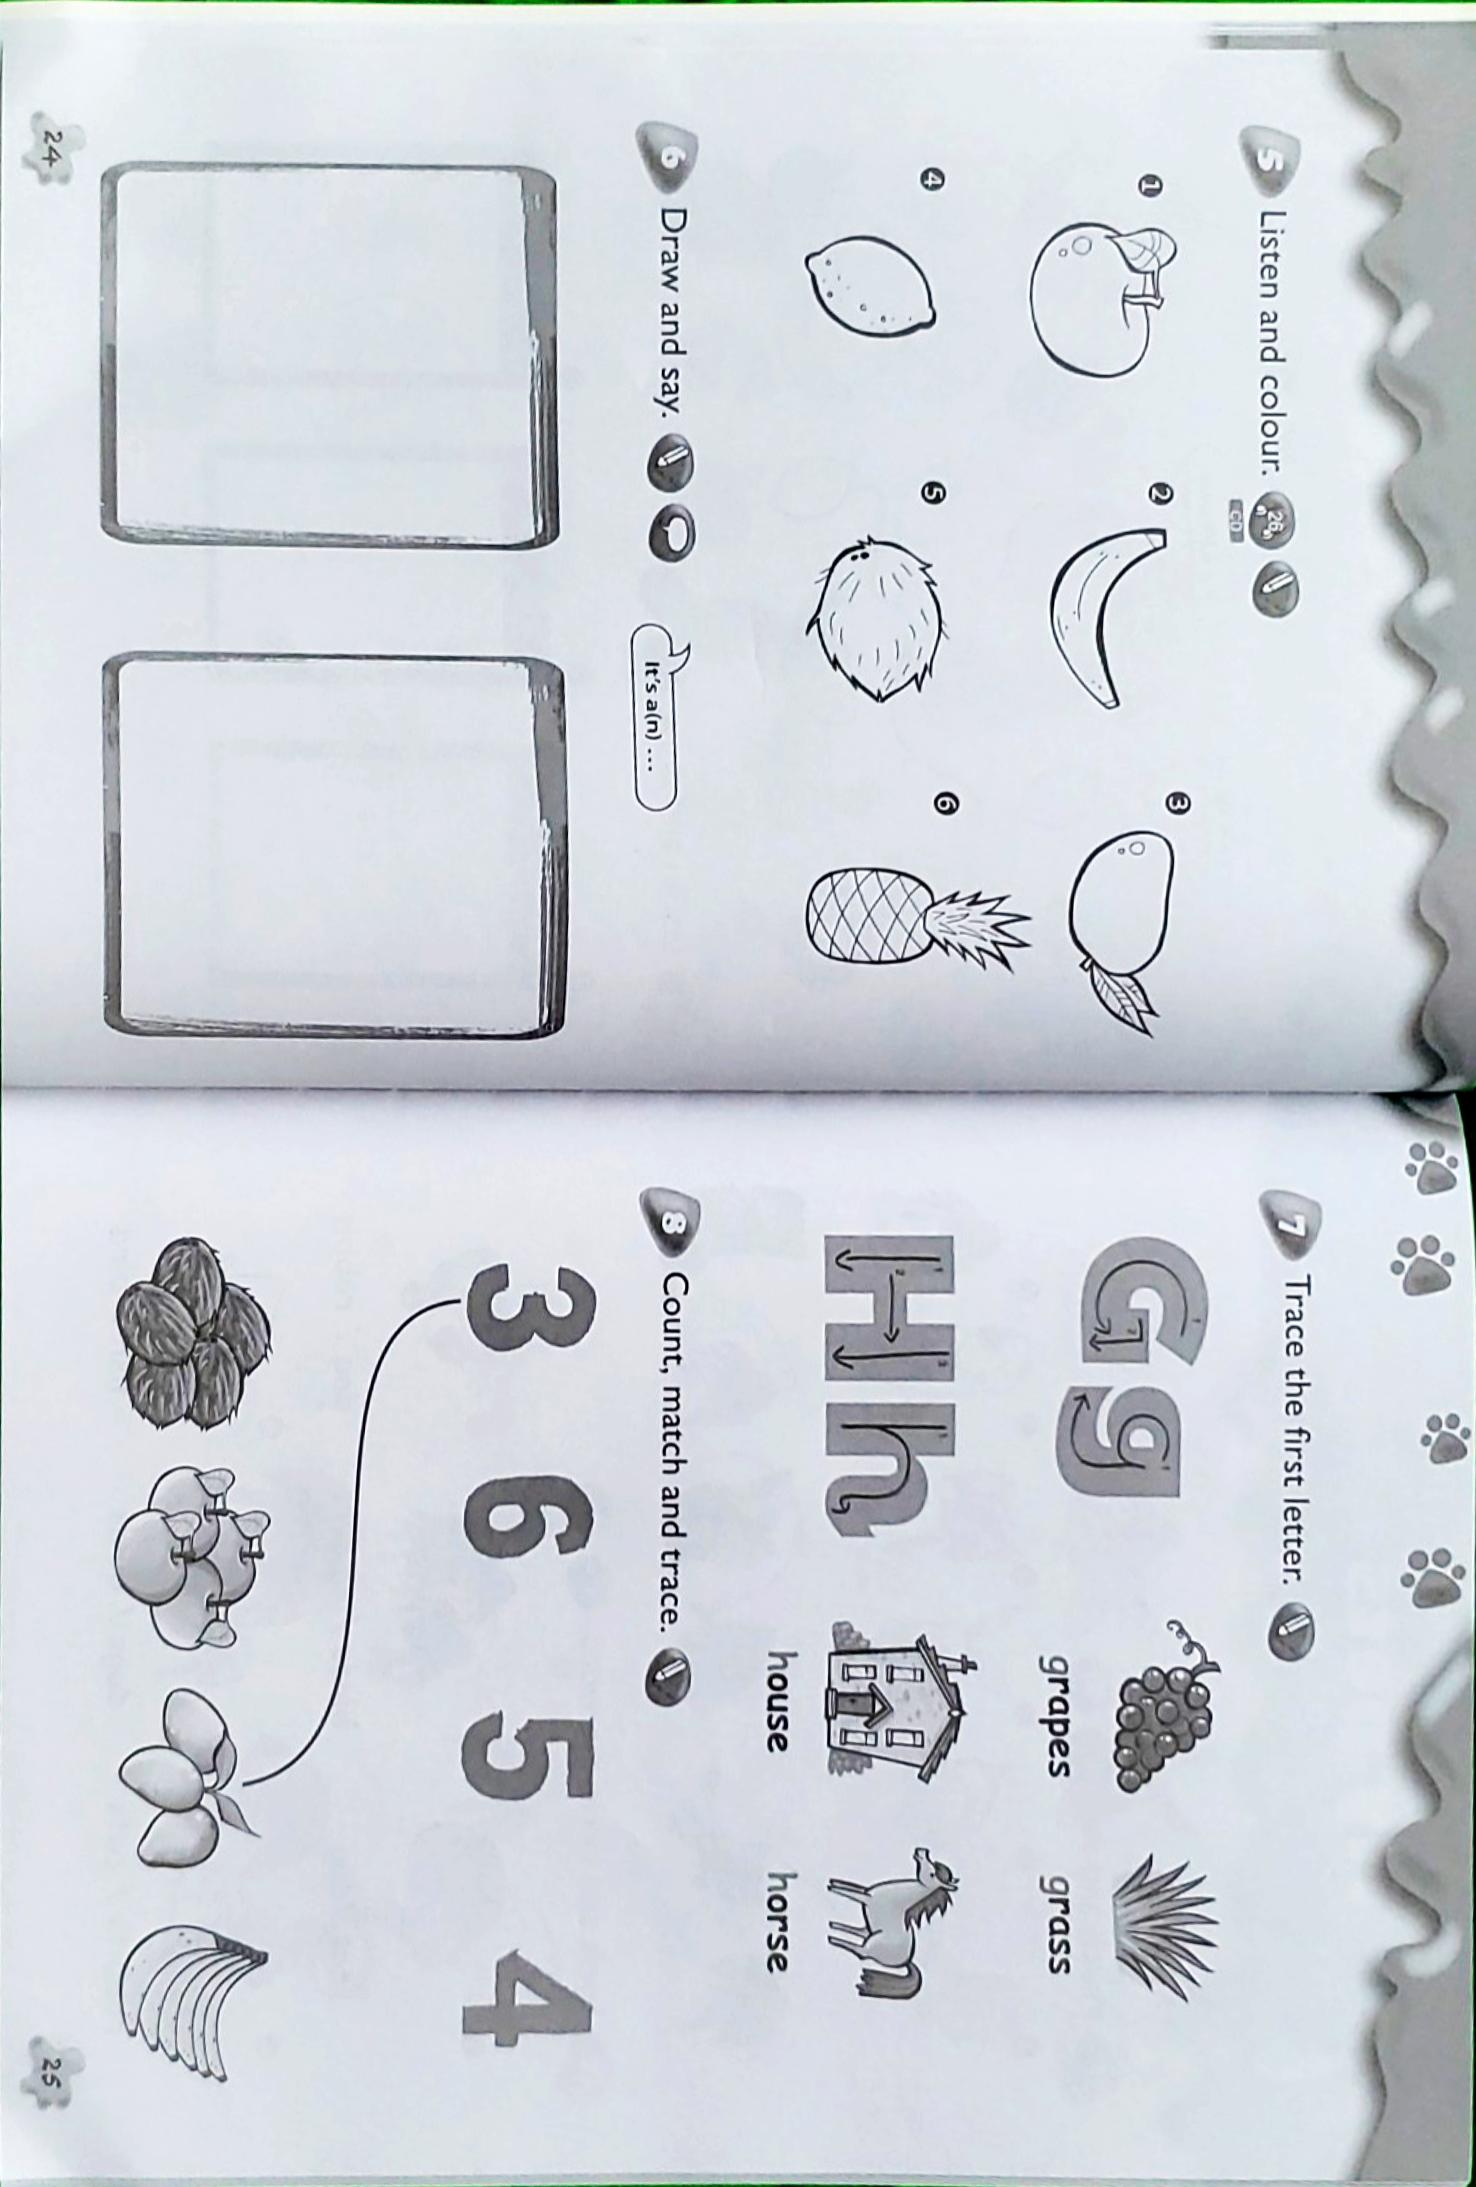 5 Listen and colour. 26
CD
1 2 3
4 5 6
6 Draw and say. It's a(n) ...
24
7 Trace the first letter.
Gg
grapes grass
Hh
house horse
8 Count, match and trace.
3 6 5 4
25